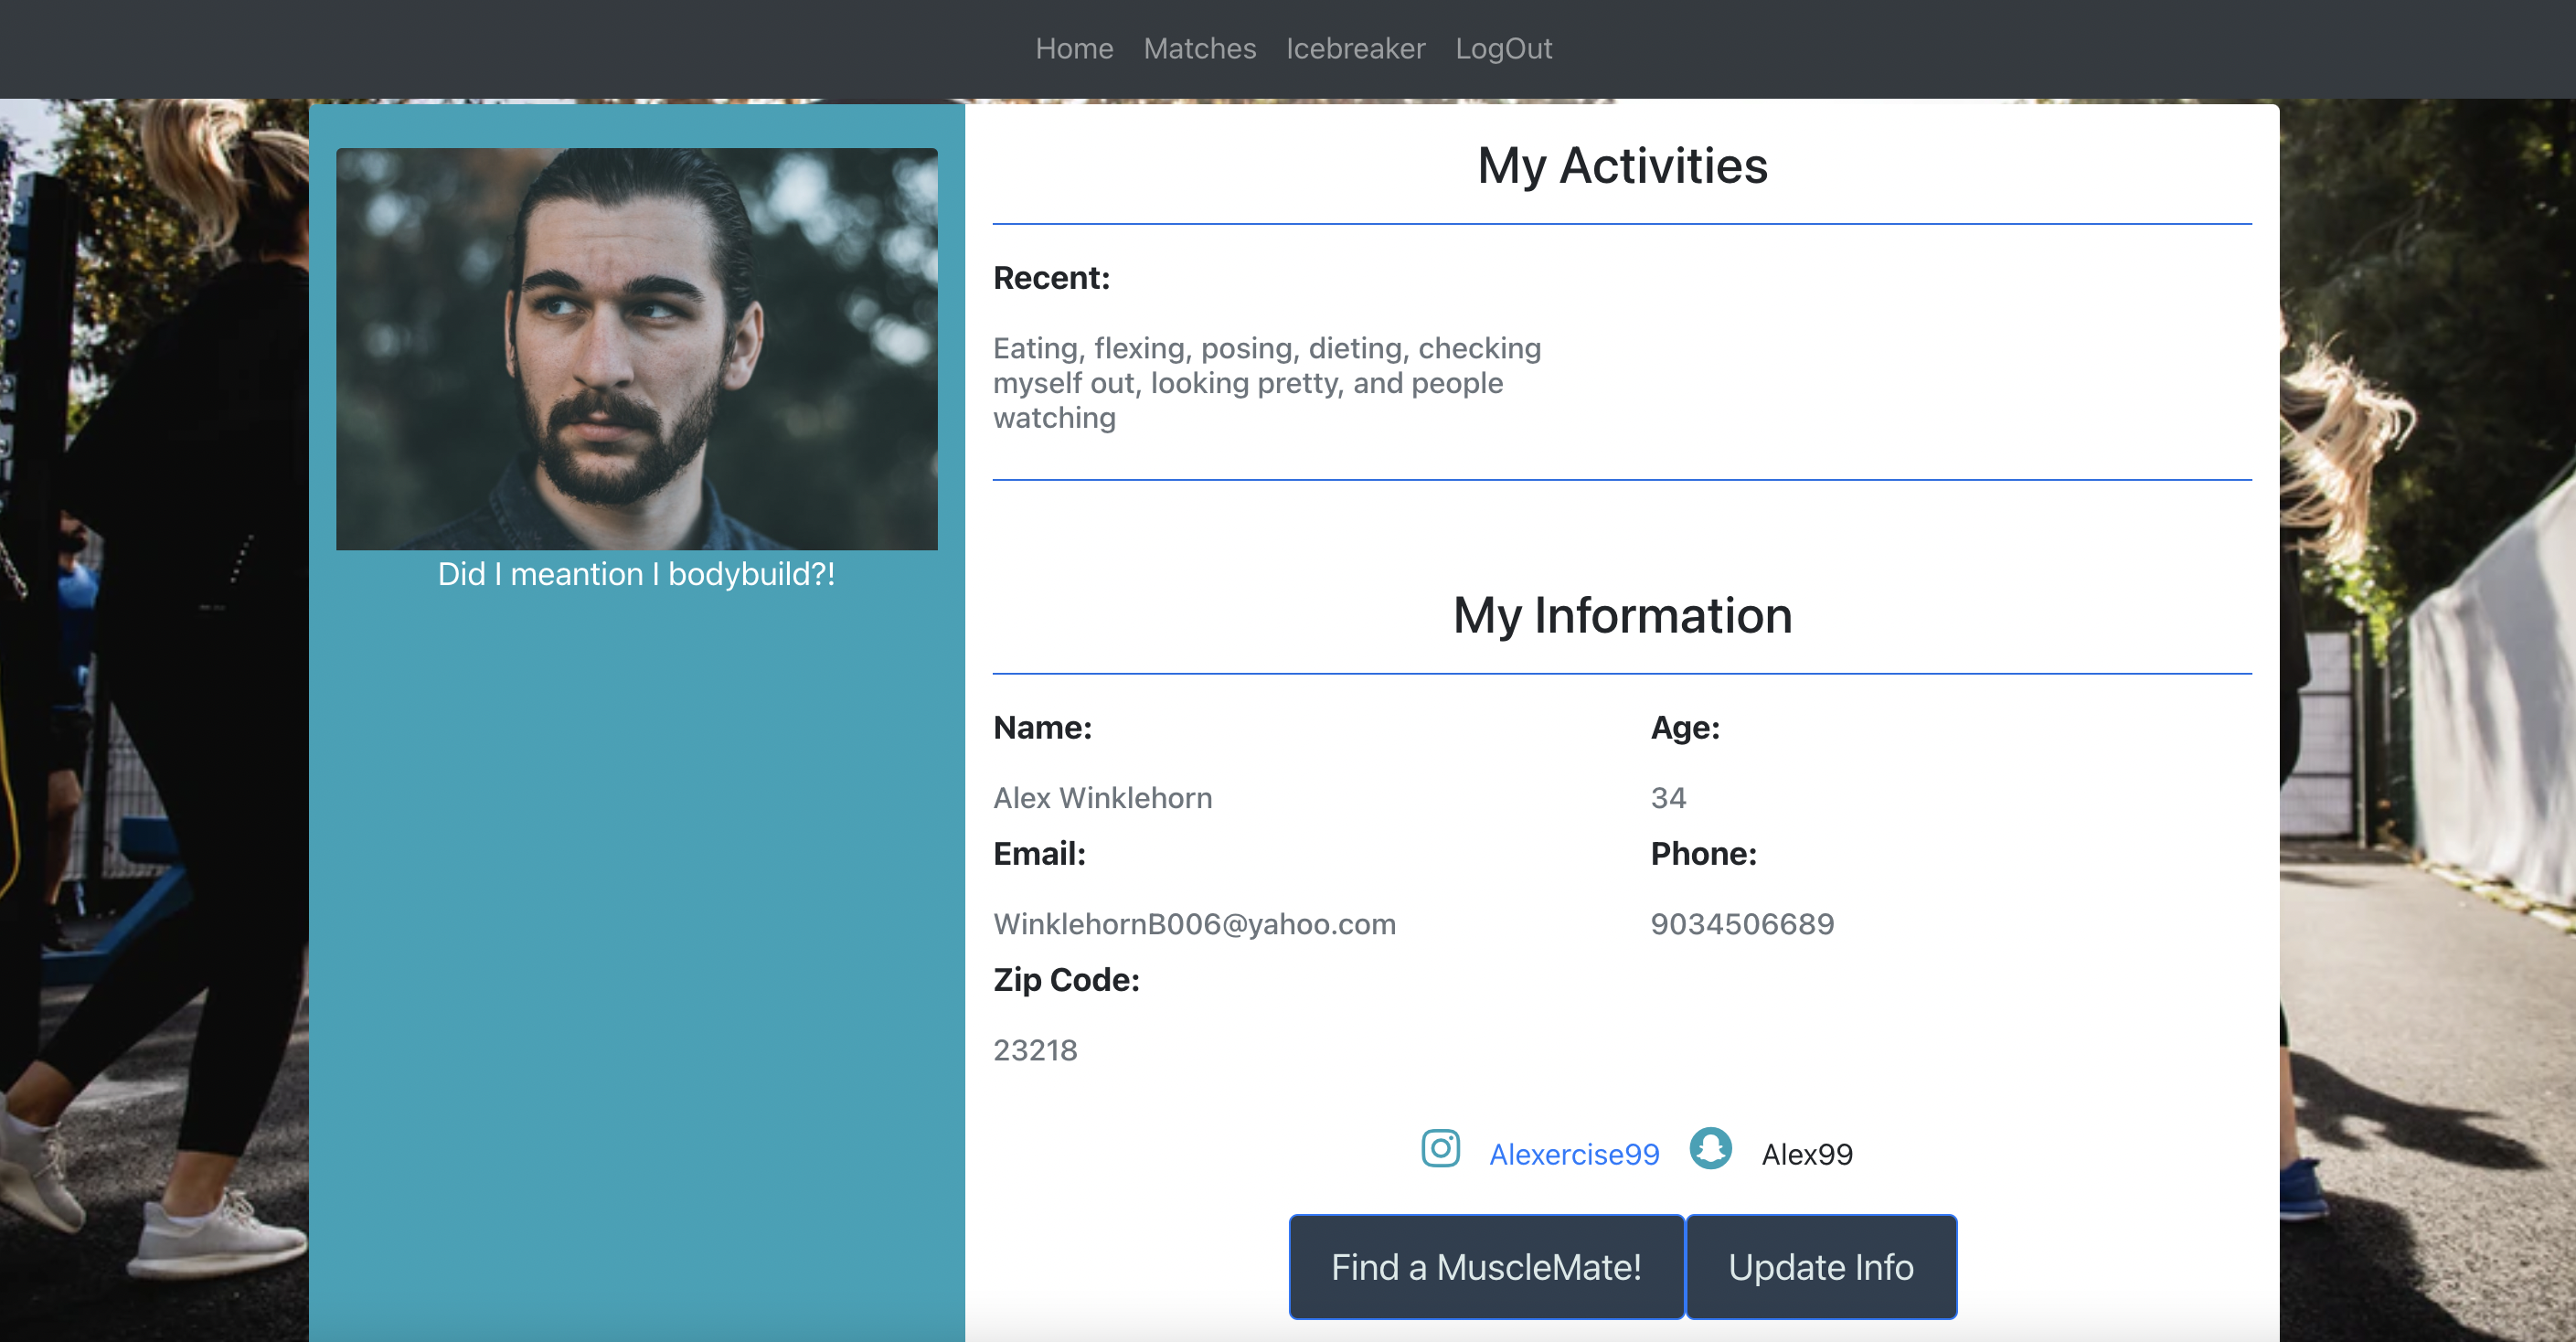 Home Matches Icebreaker LogOut
Did I meantion I bodybuild?!
My Activities
Recent:
Eating, flexing, posing, dieting, checking
myself out, looking pretty, and people
watching
My Information
Name: Age:
Alex Winklehorn 34
Email: Phone:
WinklehornB006@yahoo.com 9034506689
Zip Code:
23218
Alexercise99 Alex99
Find a MuscleMate! Update Info